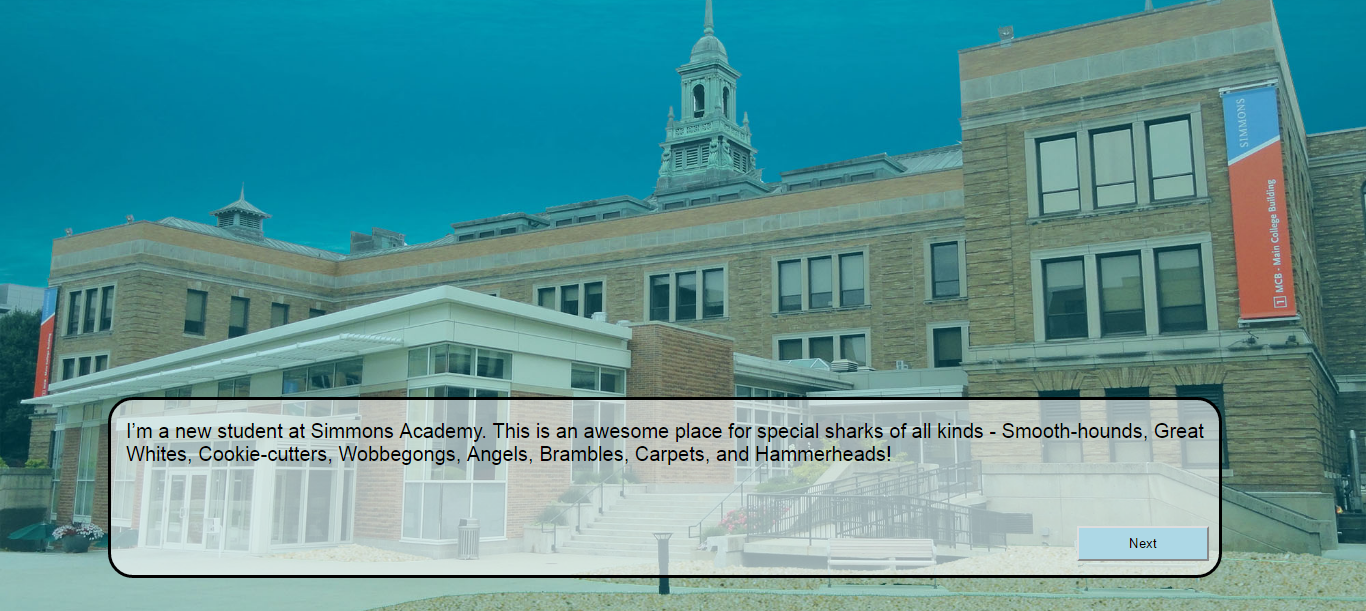 SIMMONS
1 MCB - Main College Building
I'm a new student at Simmons Academy. This is an awesome place for special sharks of all kinds - Smooth-hounds, Great
Whites, Cookie-cutters, Wobbegongs, Angels, Brambles, Carpets, and Hammerheads!
Next